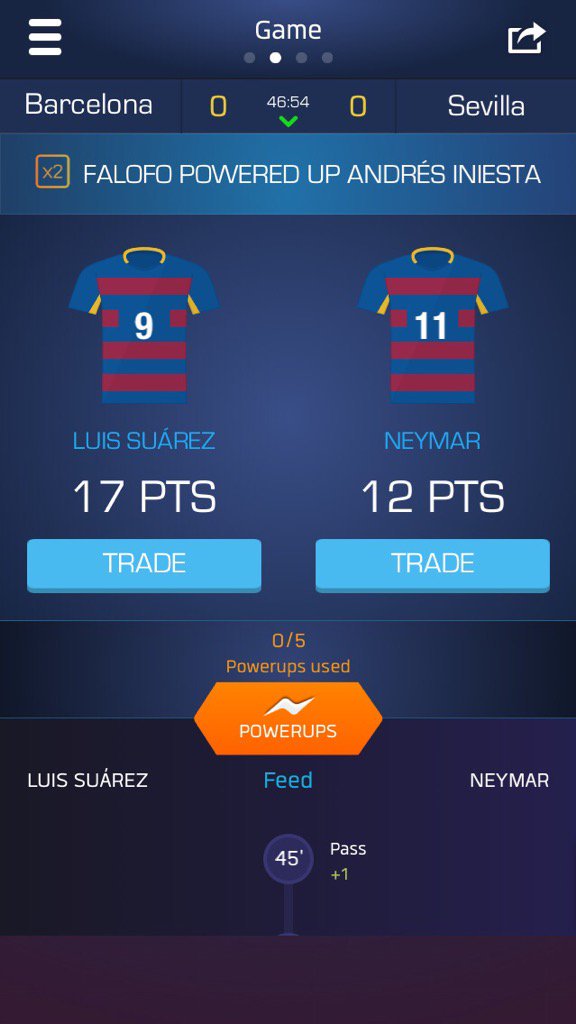 Game
Barcelona 0 46:54 0 Sevilla
x2 FALOFO POWERED UP ANDRÉS INIESTA
9 11
LUIS SUÁREZ NEYMAR
17 PTS 12 PTS
TRADE TRADE
0/5
Powerups used
POWERUPS
LUIS SUÁREZ Feed NEYMAR
45' Pass
+1